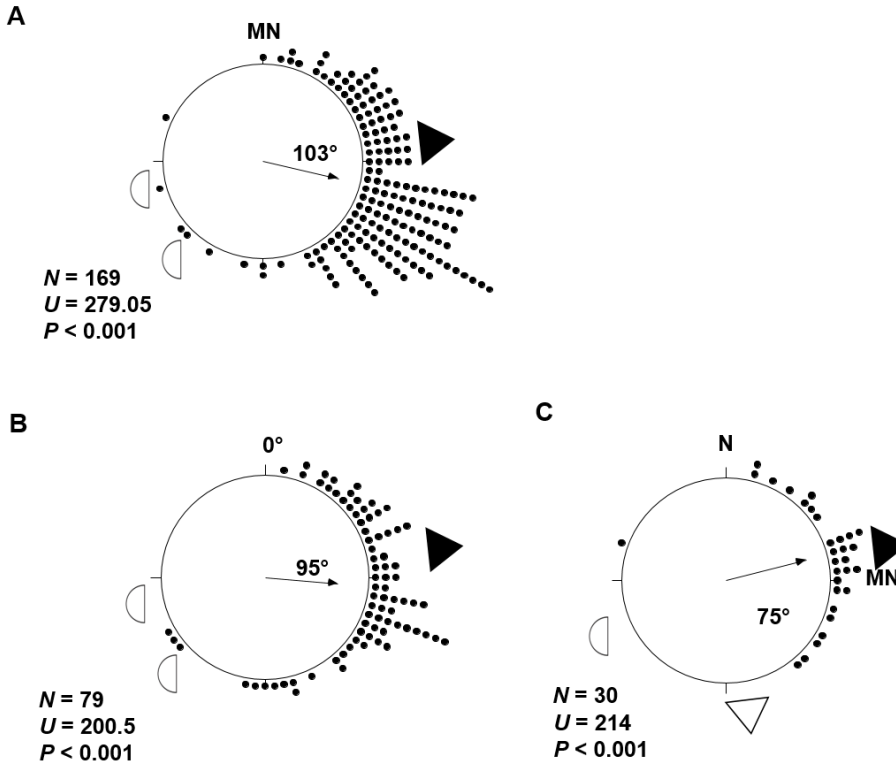 A
MN
103°
N = 169
U = 279.05
P < 0.001
B
0°
95°
N = 79
U = 200.5
P < 0.001
C
N
MN
75°
N = 30
U = 214
P < 0.001